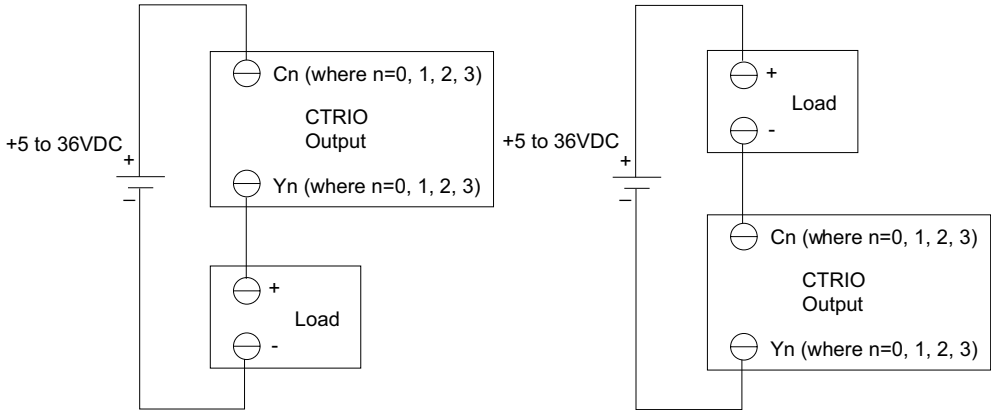 Cn (where n=0, 1, 2, 3)
CTRIO
Output
+5 to 36VDC
+
–
Yn (where n=0, 1, 2, 3)
+
Load
-
+
Load
-
+5 to 36VDC
+
–
Cn (where n=0, 1, 2, 3)
CTRIO
Output
Yn (where n=0, 1, 2, 3)